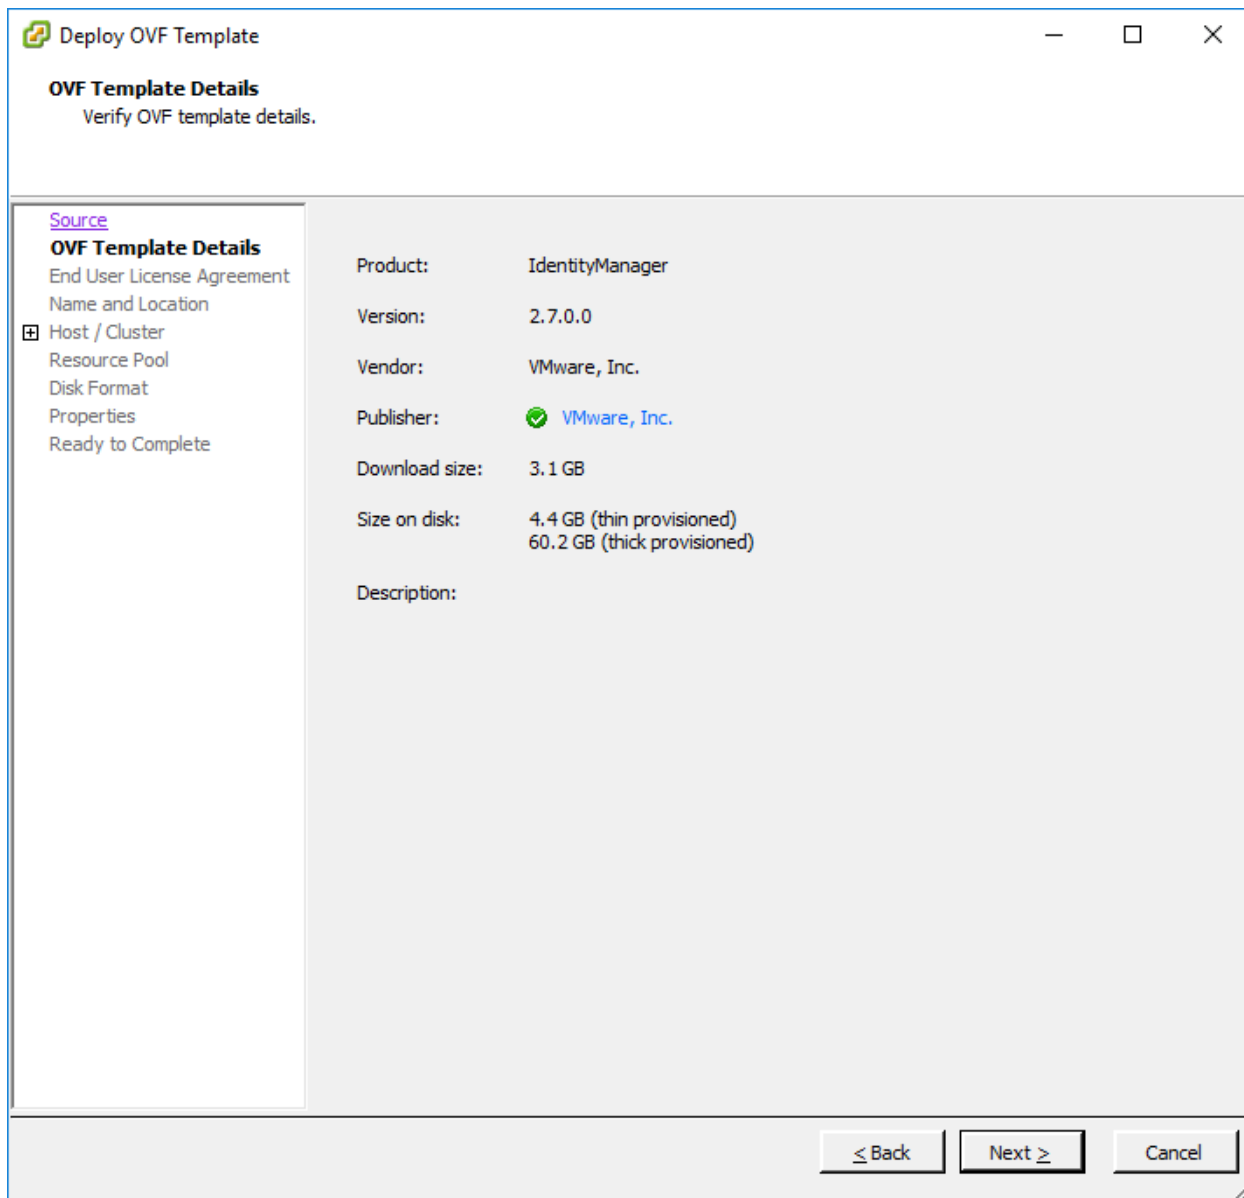 Deploy OVF Template
OVF Template Details
Verify OVF template details.
Source
OVF Template Details
End User License Agreement
Name and Location
Host / Cluster
Resource Pool
Disk Format
Properties
Ready to Complete
Product: IdentityManager
Version: 2.7.0.0
Vendor: VMware, Inc.
Publisher: VMware, Inc.
Download size: 3.1 GB
Size on disk: 4.4 GB (thin provisioned)
60.2 GB (thick provisioned)
Description:
< Back Next > Cancel